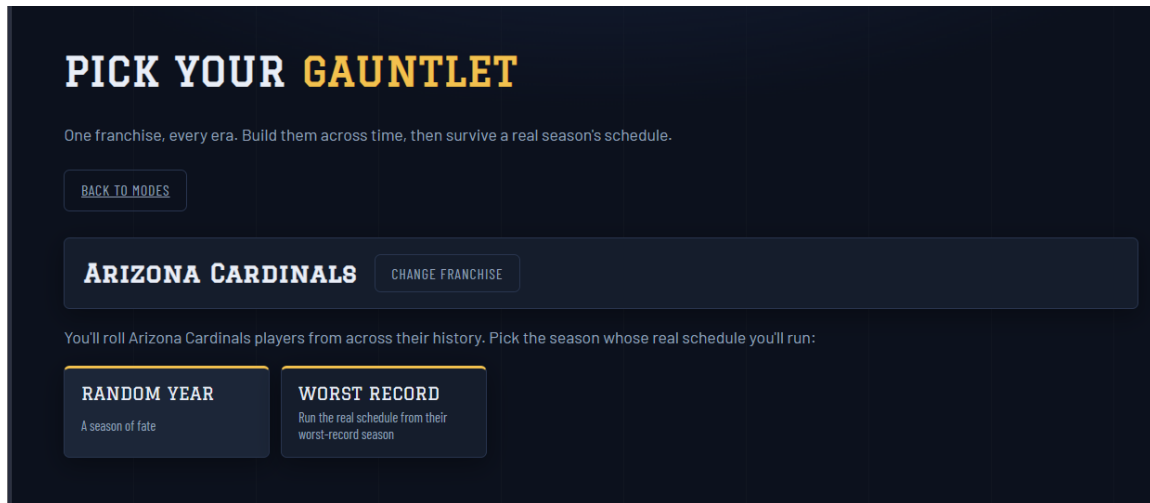 PICK YOUR GAUNTLET
One franchise, every era. Build them across time, then survive a real season's schedule.
BACK TO MODES
ARIZONA CARDINALS
CHANGE FRANCHISE
You'll roll Arizona Cardinals players from across their history. Pick the season whose real schedule you'll run:
RANDOM YEAR
A season of fate
WORST RECORD
Run the real schedule from their
worst-record season